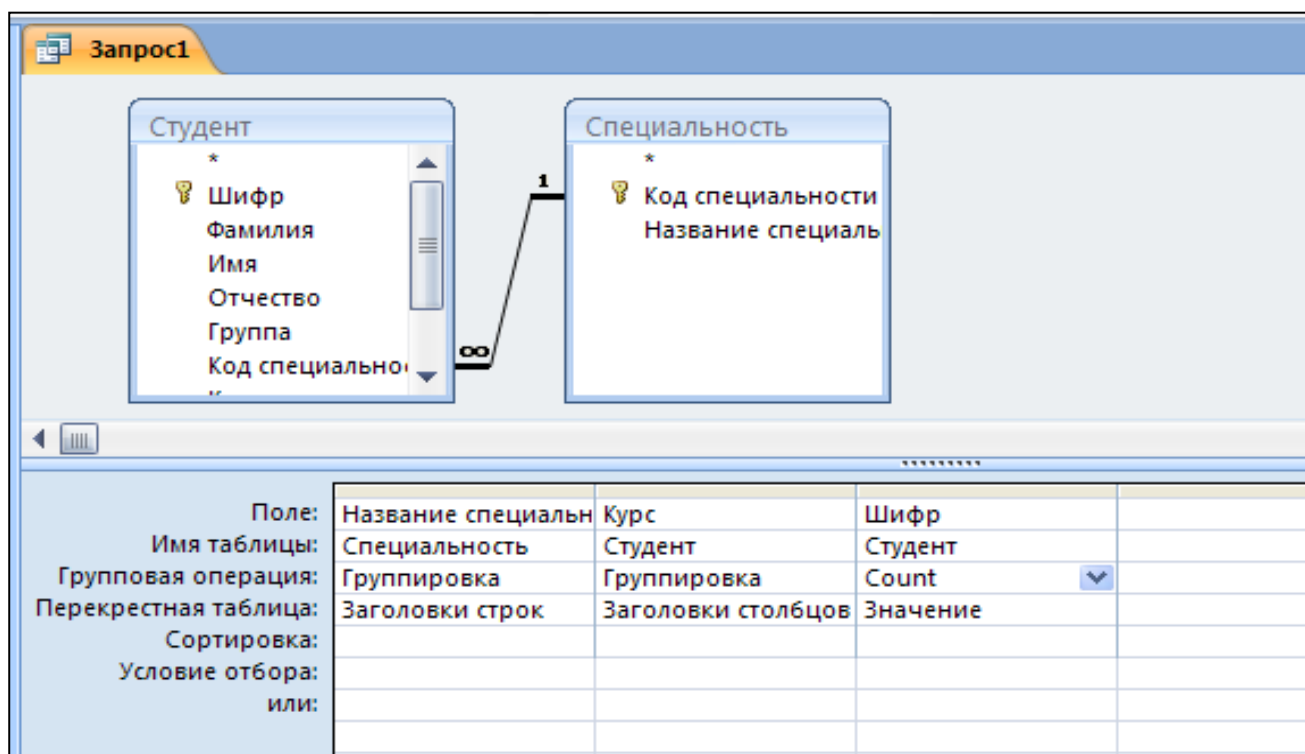 Запрос1
Студент
*
Шифр
Фамилия
Имя
Отчество
Группа
Код специально
1
∞
Специальность
*
Код специальности
Название специаль
Поле: Название специальн Курс Шифр
Имя таблицы: Специальность Студент Студент
Групповая операция: Группировка Группировка Count
Перекрестная таблица: Заголовки строк Заголовки столбцов Значение
Сортировка:
Условие отбора:
или: